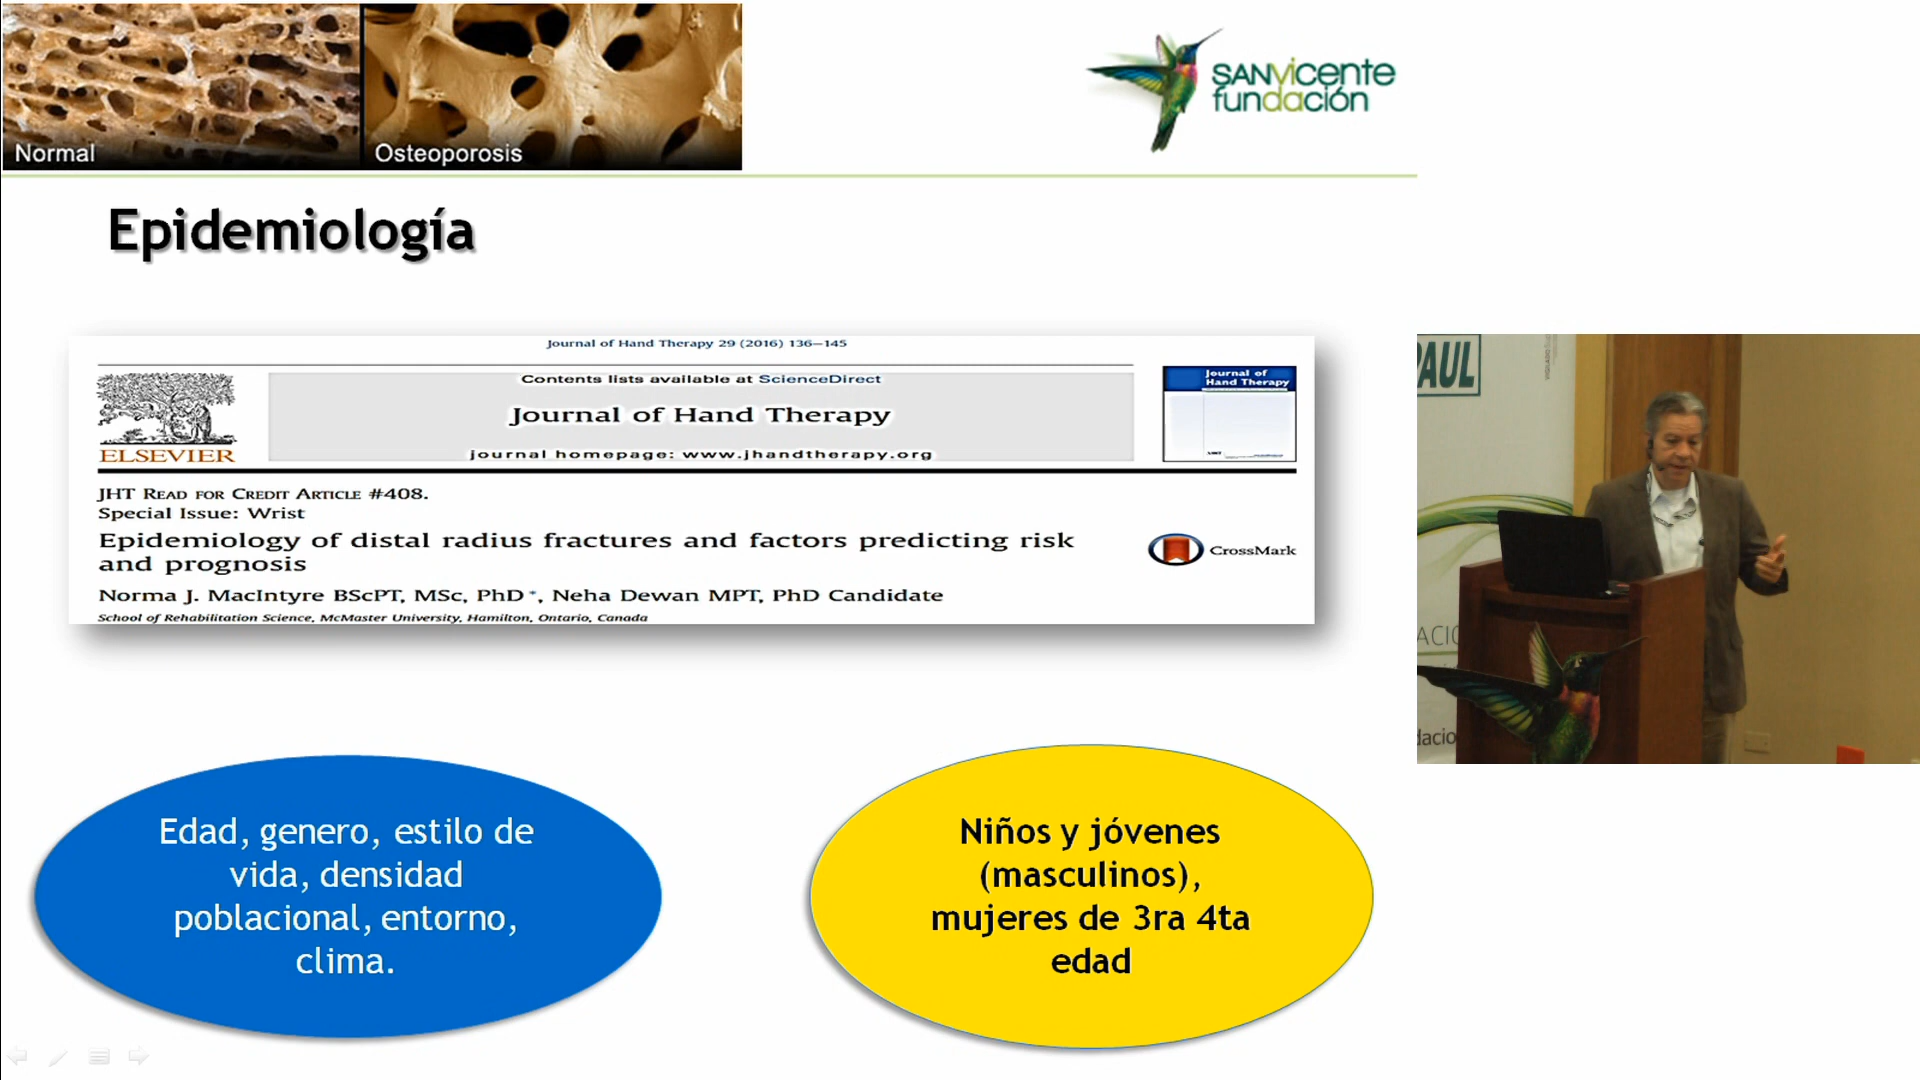 Normal
Osteoporosis
SANVICENTE
fundación
Epidemiología
Journal of Hand Therapy 29 (2016) 136–145
Contents lists available at ScienceDirect
Journal of Hand Therapy
journal homepage: www.jhandtherapy.org
ELSEVIER
Journal of
Hand Therapy
JHT READ FOR CREDIT ARTICLE #408.
Special Issue: Wrist
Epidemiology of distal radius fractures and factors predicting risk
and prognosis
CrossMark
Norma J. MacIntyre BScPT, MSc, PhD*, Neha Dewan MPT, PhD Candidate
School of Rehabilitation Science, McMaster University, Hamilton, Ontario, Canada
Edad, genero, estilo de
vida, densidad
poblacional, entorno,
clima.
Niños y jóvenes
(masculinos),
mujeres de 3ra 4ta
edad
PAUL